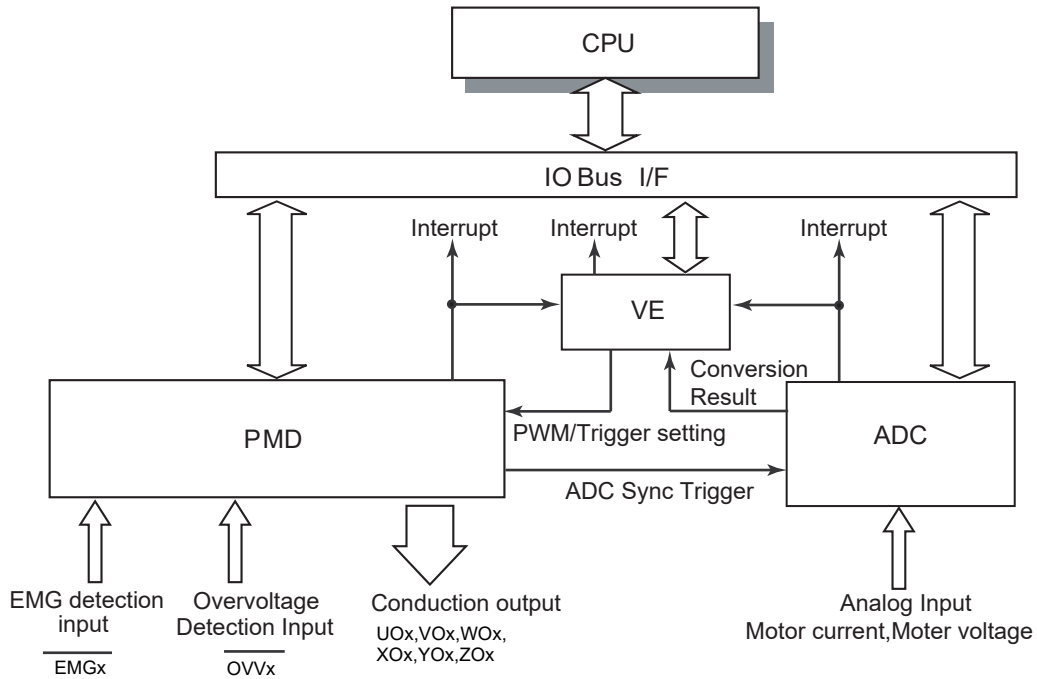 CPU
IO Bus I/F
Interrupt
Interrupt
Interrupt
VE
Conversion
Result
PMD
PWM/Trigger setting
ADC
ADC Sync Trigger
EMG detection
input
EMGx
Overvoltage
Detection Input
OVVx
Conduction output
UOx,VOx,WOx,
XOx,YOx,ZOx
Analog Input
Motor current,Moter voltage